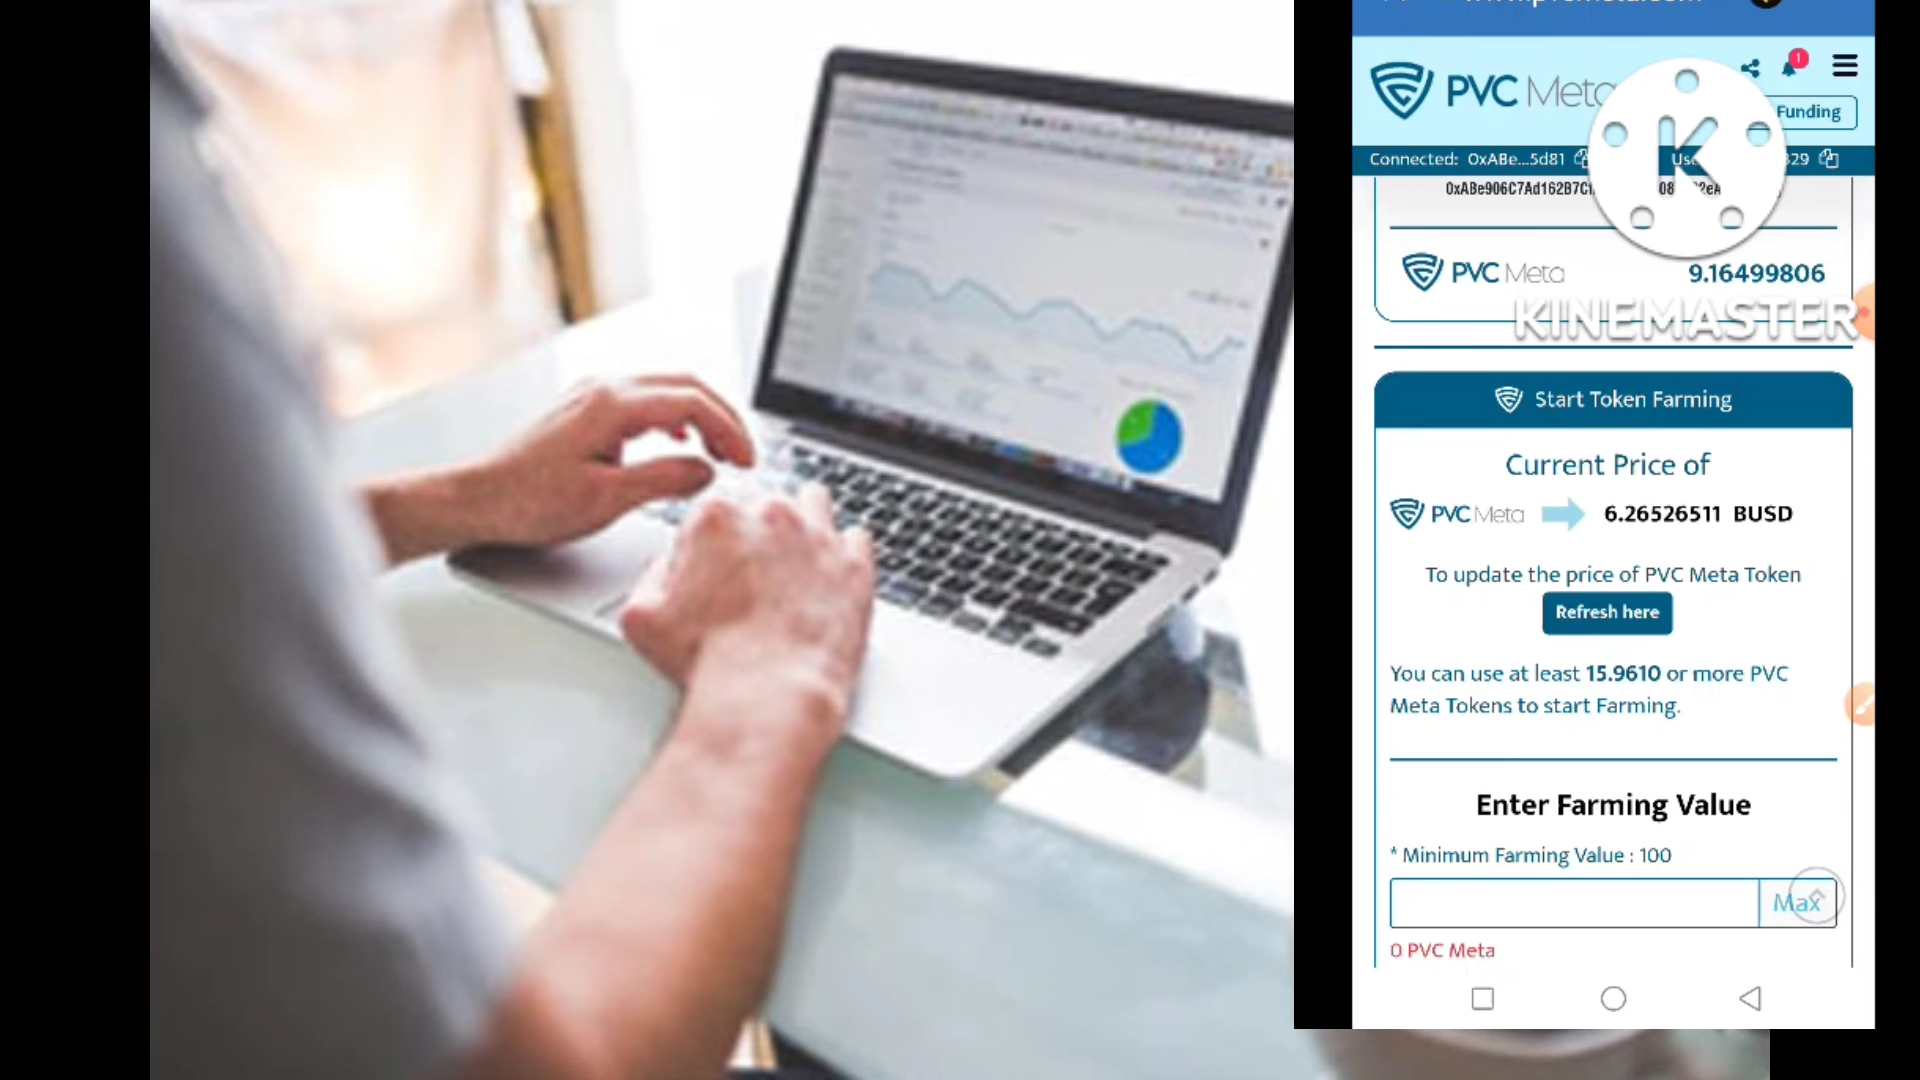 PVC Meta
1
Funding
Connected: 0xABe...5d81
329
0xABe906C7Ad162B7C
PVC Meta 9.16499806
KINEMASTER
Start Token Farming
Current Price of
PVC Meta 6.26526511 BUSD
To update the price of PVC Meta Token
Refresh here
You can use at least 15.9610 or more PVC
Meta Tokens to start Farming.
Enter Farming Value
* Minimum Farming Value : 100
Max
0 PVC Meta